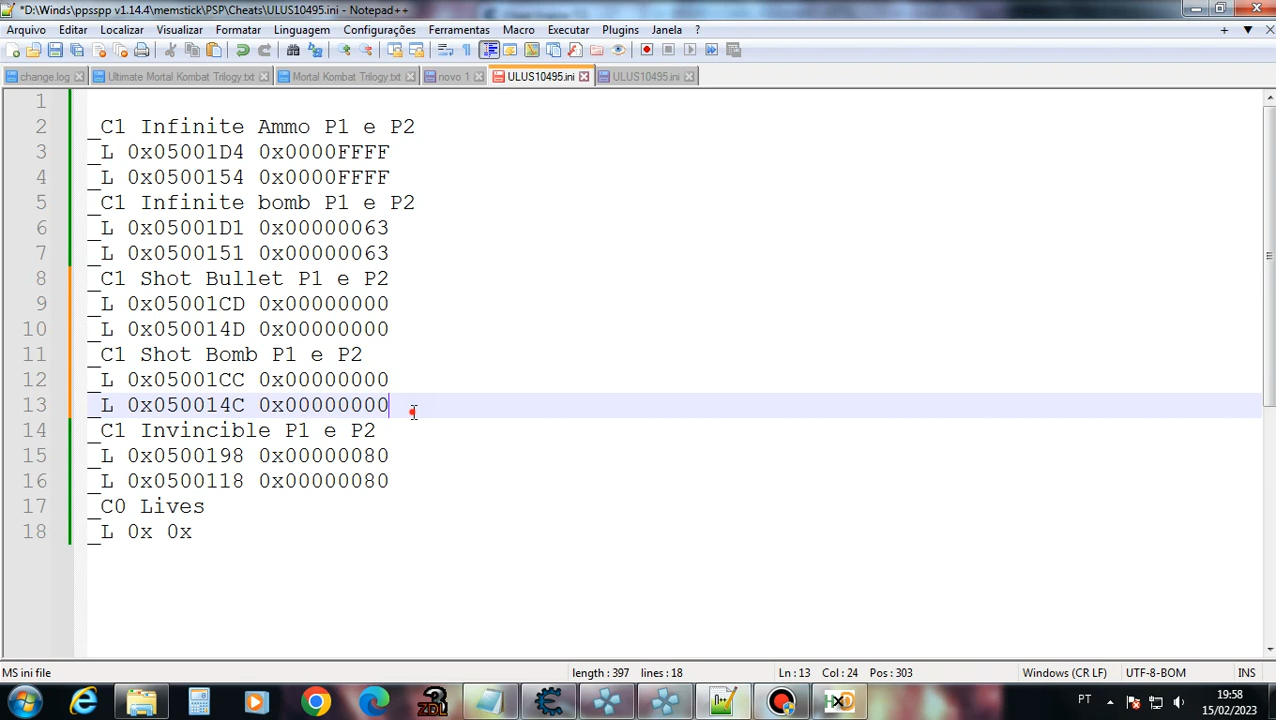 *D:\Winds\ppsspp v1.14.4\memstick\PSP\Cheats\ULUS10495.ini - Notepad++
Arquivo Editar Localizar Visualizar Formatar Linguagem Configurações Ferramentas Macro Executar Plugins Janela ? + ▼ X
change.log Ultimate Mortal Kombat Trilogy.txt Mortal Kombat Trilogy.txt novo 1 ULUS10495.ini ULUS10495.ini
1
2 _C1 Infinite Ammo P1 e P2
3 _L 0x05001D4 0x0000FFFF
4 _L 0x0500154 0x0000FFFF
5 _C1 Infinite bomb P1 e P2
6 _L 0x05001D1 0x00000063
7 _L 0x0500151 0x00000063
8 _C1 Shot Bullet P1 e P2
9 _L 0x05001CD 0x00000000
10 _L 0x050014D 0x00000000
11 _C1 Shot Bomb P1 e P2
12 _L 0x05001CC 0x00000000
13 _L 0x050014C 0x00000000
14 _C1 Invincible P1 e P2
15 _L 0x0500198 0x00000080
16 _L 0x0500118 0x00000080
17 _C0 Lives
18 _L 0x 0x
MS ini file length : 397 lines : 18 Ln : 13 Col : 24 Pos : 303 Windows (CR LF) UTF-8-BOM INS
ZDL HxD PT 19:58
15/02/2023